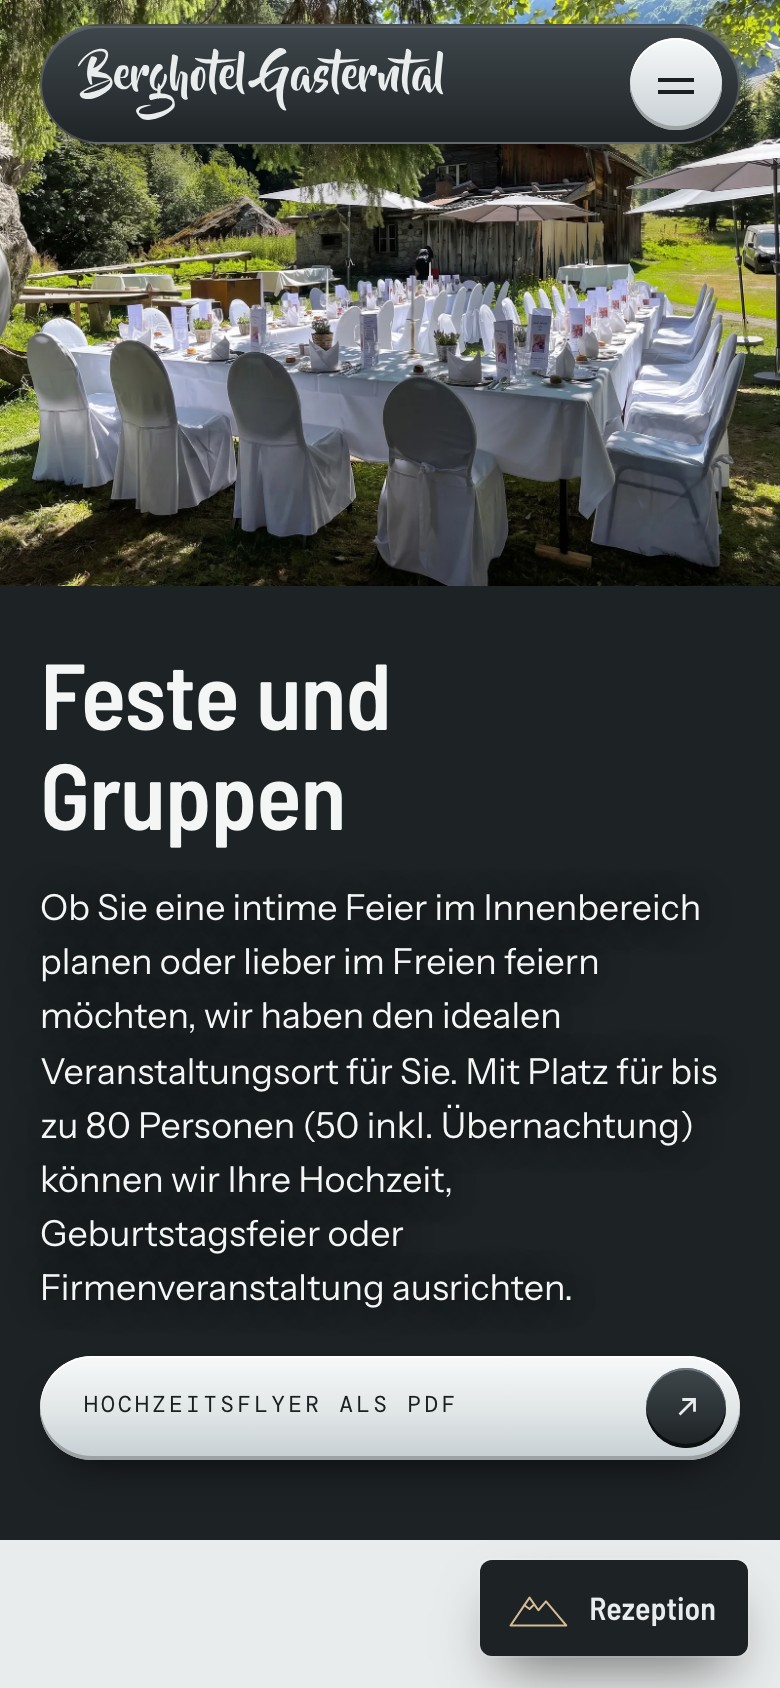 Berghotel Gasterntal
Feste und
Gruppen
Ob Sie eine intime Feier im Innenbereich
planen oder lieber im Freien feiern
möchten, wir haben den idealen
Veranstaltungsort für Sie. Mit Platz für bis
zu 80 Personen (50 inkl. Übernachtung)
können wir Ihre Hochzeit,
Geburtstagsfeier oder
Firmenveranstaltung ausrichten.
HOCHZEITSFLYER ALS PDF
Rezeption